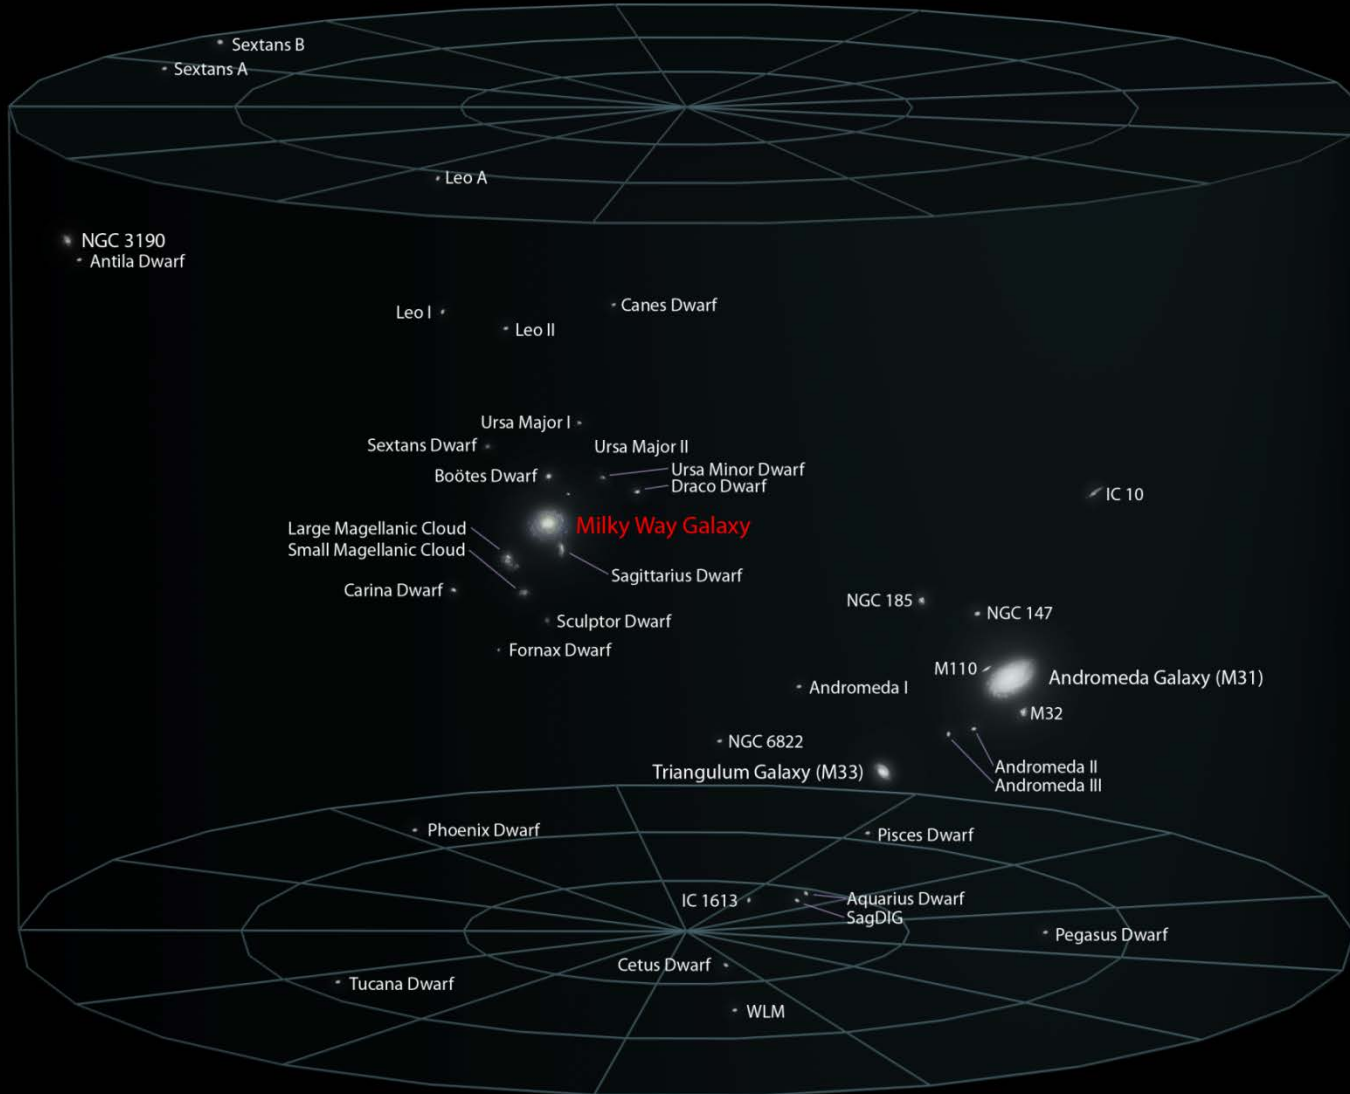 Sextans B
Sextans A
Leo A
NGC 3190
Antila Dwarf
Canes Dwarf
Leo I
Leo II
Ursa Major I
Sextans Dwarf
Ursa Major II
Ursa Minor Dwarf
Boötes Dwarf
Draco Dwarf
IC 10
Milky Way Galaxy
Large Magellanic Cloud
Small Magellanic Cloud
Sagittarius Dwarf
Carina Dwarf
NGC 185
NGC 147
Sculptor Dwarf
Fornax Dwarf
M110
Andromeda Galaxy (M31)
Andromeda I
M32
NGC 6822
Andromeda II
Triangulum Galaxy (M33)
Andromeda III
Phoenix Dwarf
Pisces Dwarf
IC 1613
Aquarius Dwarf
SagDIG
Pegasus Dwarf
Cetus Dwarf
Tucana Dwarf
WLM